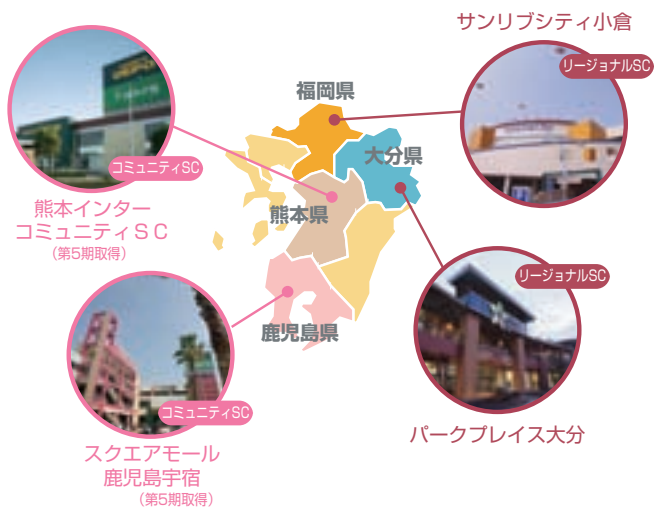 サンリブシティ小倉
リージョナルSC
福岡県
大分県
コミュニティSC
熊本インター
コミュニティSC
(第5期取得)
熊本県
リージョナルSC
鹿児島県
コミュニティSC
パークプレイス大分
スクエアモール
鹿児島宇宿
(第5期取得)